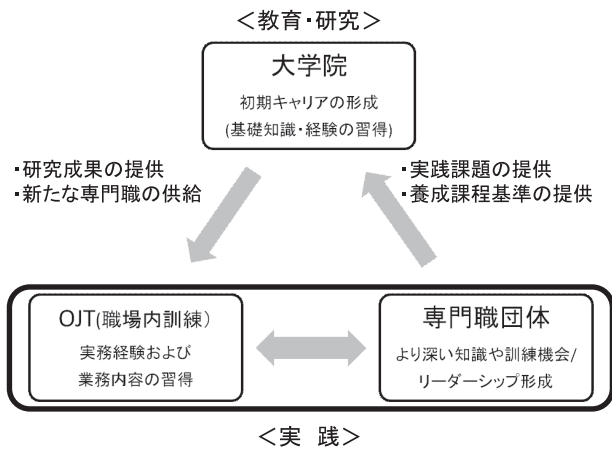 ＜教育・研究＞
大学院
初期キャリアの形成
(基礎知識・経験の習得)
・研究成果の提供
・新たな専門職の供給
・実践課題の提供
・養成課程基準の提供
OJT(職場内訓練)
実務経験および
業務内容の習得
専門職団体
より深い知識や訓練機会/
リーダーシップ形成
＜実 践＞